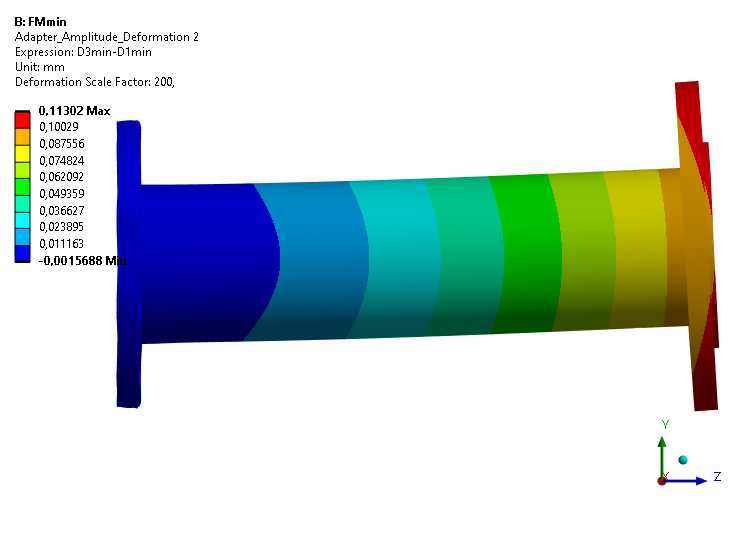 B: FMmin
Adapter_Amplitude_Deformation 2
Expression: D3min-D1min
Unit: mm
Deformation Scale Factor: 200,
0,11302 Max
0,10029
0,087556
0,074824
0,062092
0,049359
0,036627
0,023895
0,011163
-0,0015688 Min
Y
X
Z